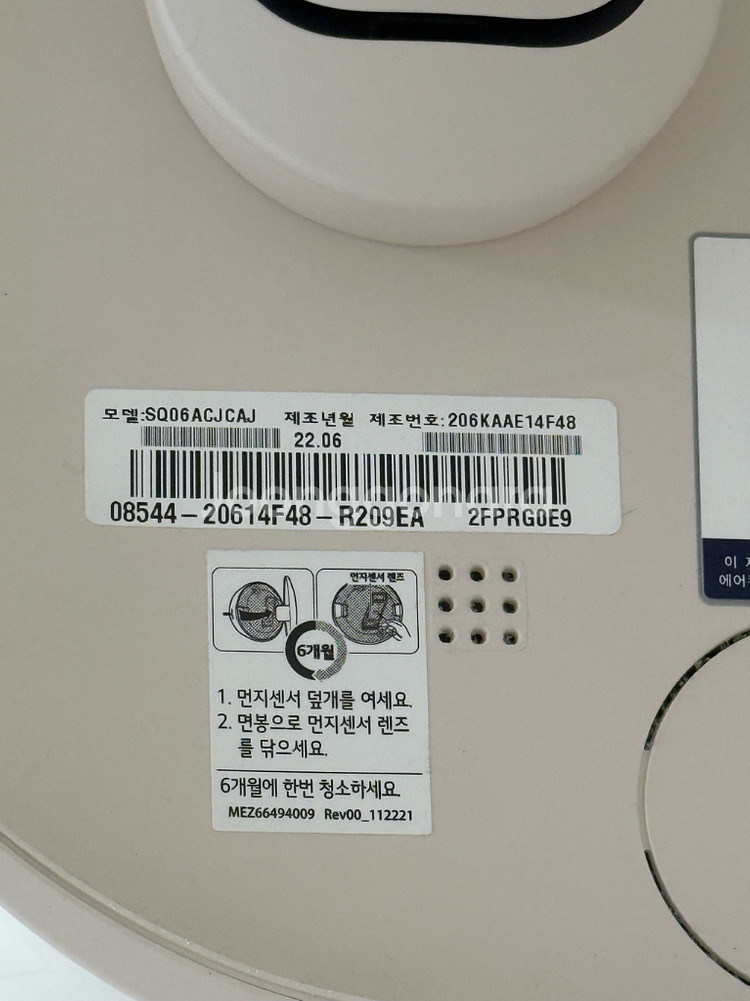 모델:SQ06ACJCAJ 제조년월 제조번호:206KAAE14F48
22.06
08544-20614F48-R209EA 2FPRG0E9
먼지센서 렌즈
6개월
1. 먼지센서 덮개를 여세요.
2. 면봉으로 먼지센서 렌즈
를 닦으세요.
6개월에 한번 청소하세요.
MEZ66494009 Rev00_112221
이
에어